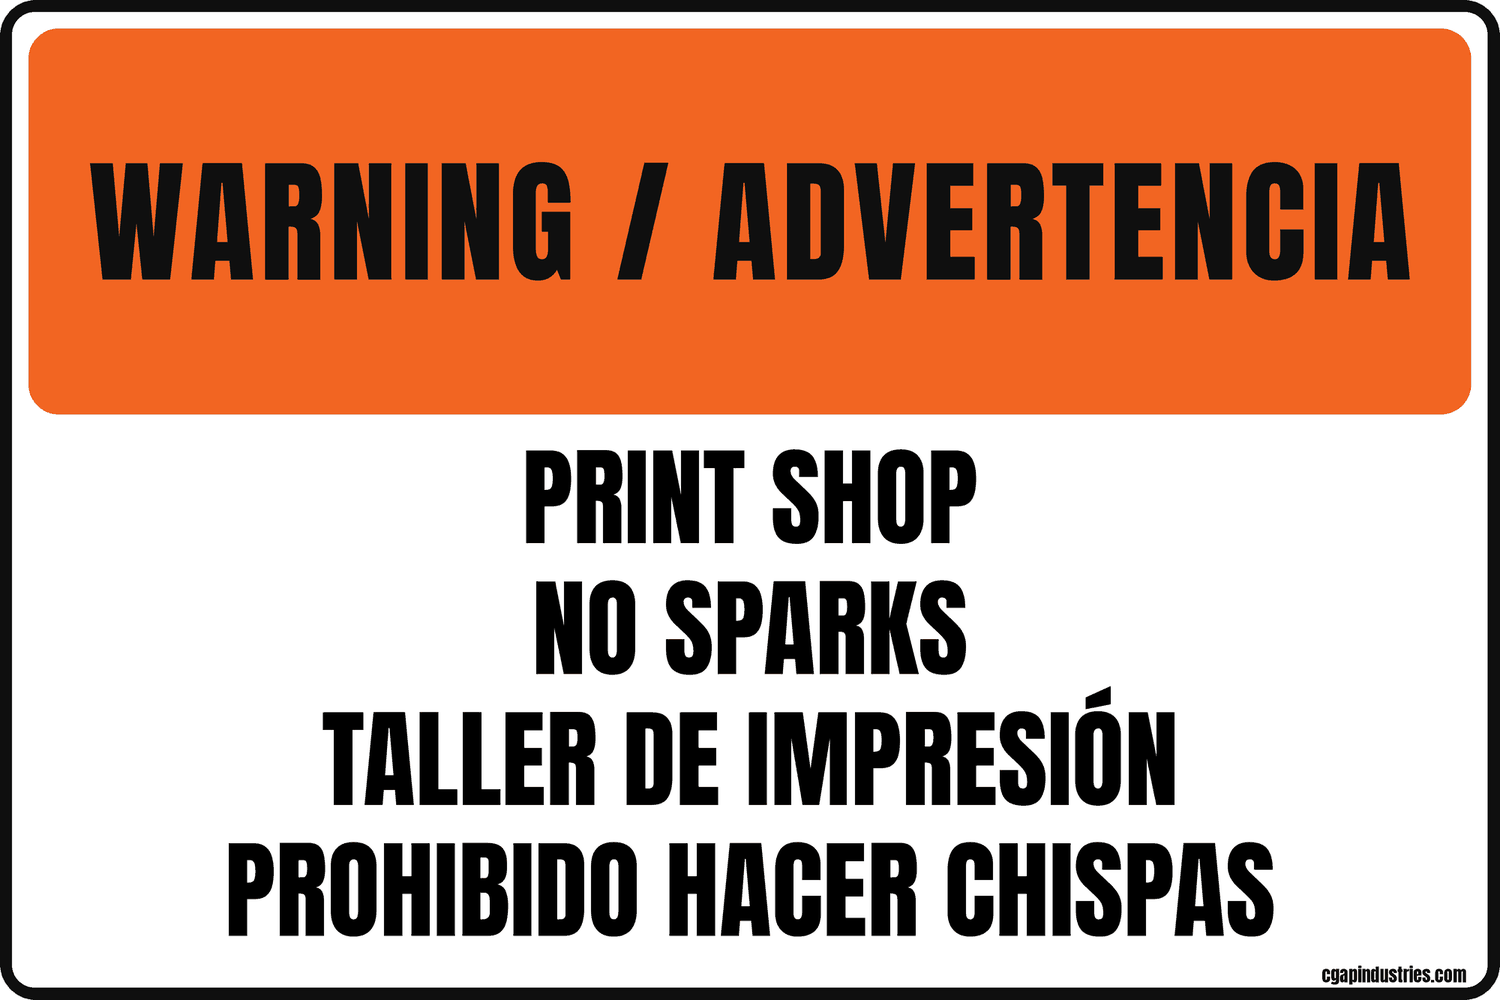 WARNING / ADVERTENCIA
PRINT SHOP
NO SPARKS
TALLER DE IMPRESIÓN
PROHIBIDO HACER CHISPAS
cgapindustries.com